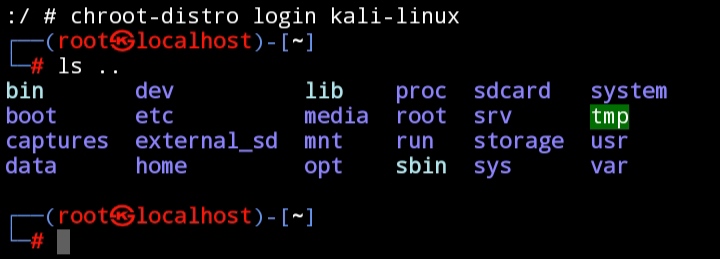 :/ # chroot-distro login kali-linux
┌──(root㉿localhost)-[~]
└─# ls ..
bin dev lib proc sdcard system
boot etc media root srv tmp
captures external_sd mnt run storage usr
data home opt sbin sys var
┌──(root㉿localhost)-[~]
└─#